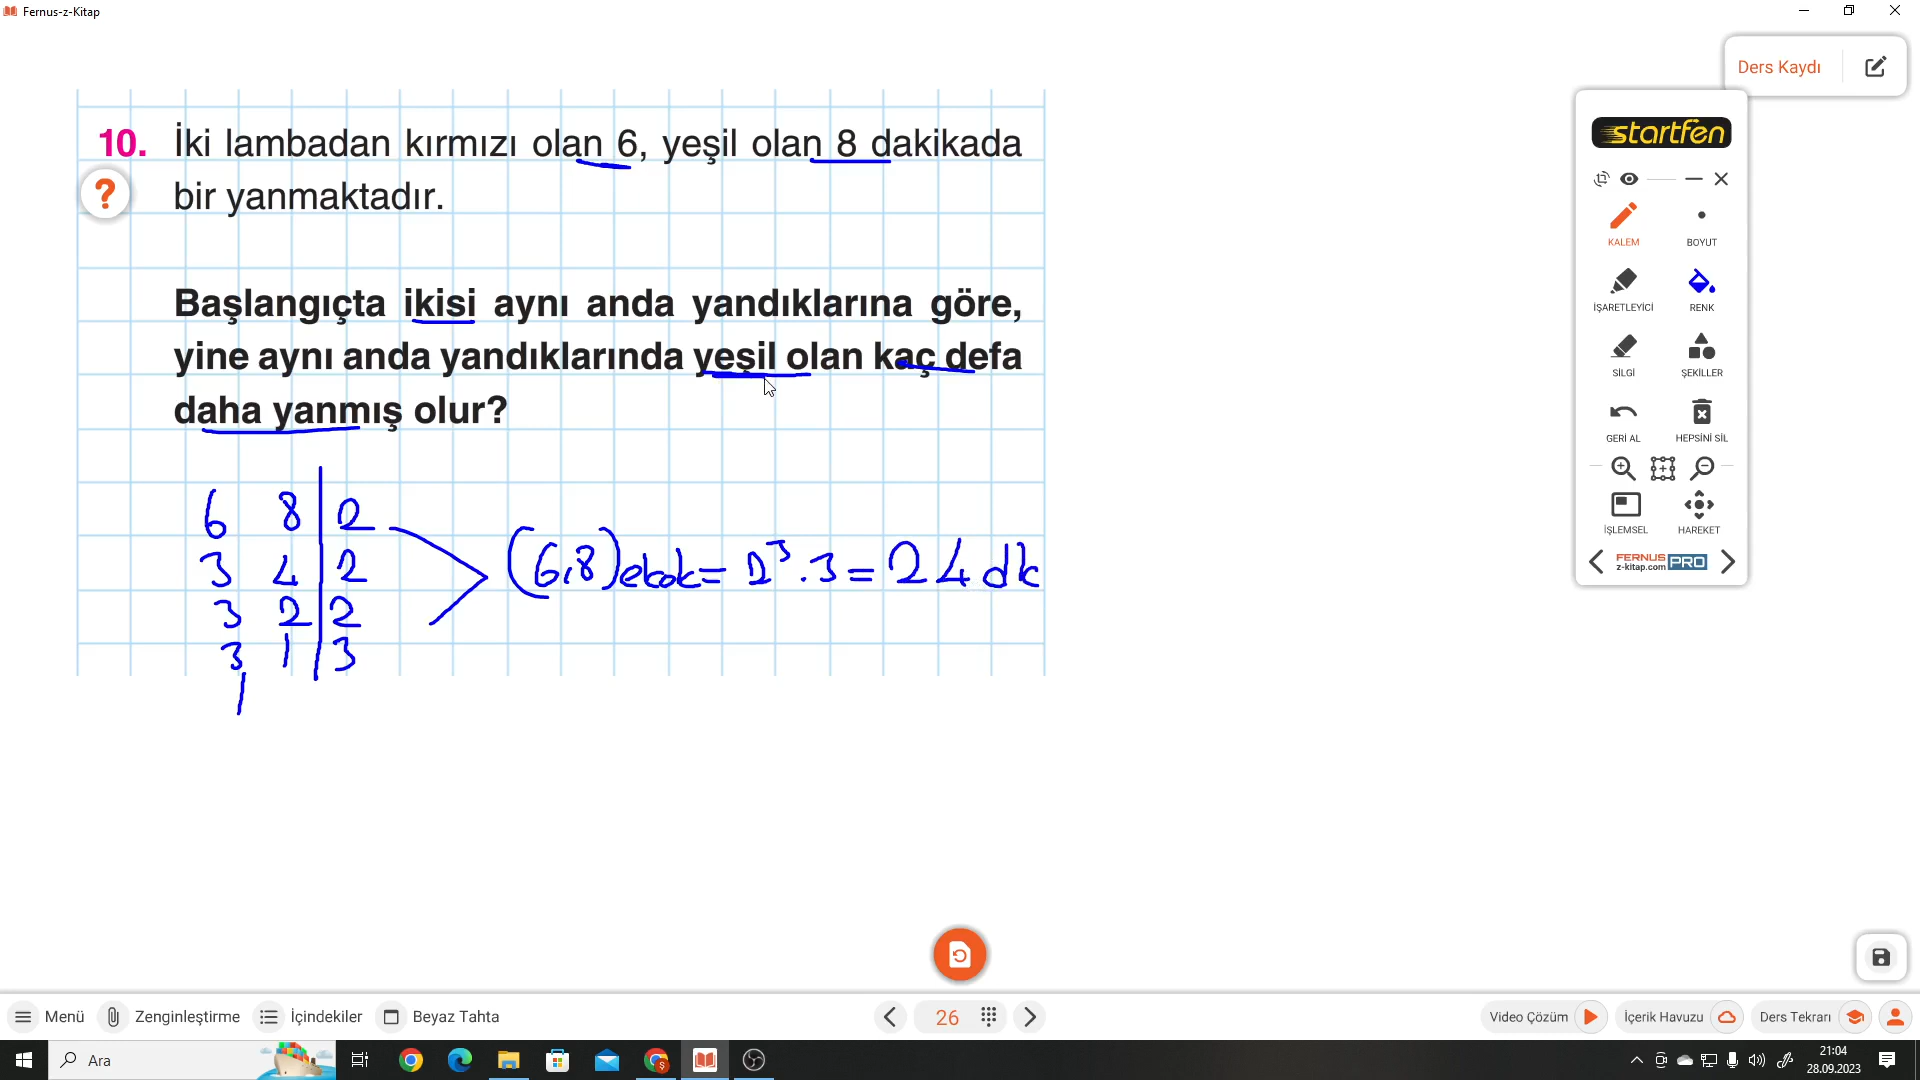 Fernus-z-Kitap
Ders Kaydı
10. İki lambadan kırmızı olan 6, yeşil olan 8 dakikada
bir yanmaktadır.
?
Başlangıçta ikisi aynı anda yandıklarına göre,
yine aynı anda yandıklarında yeşil olan kaç defa
daha yanmış olur?
6 8 2
3 4 2
3 2 2
3 1 3
1
(6,8)ekok = 2³ . 3 = 24 dk
startfen
KALEM BOYUT
İŞARETLEYİCİ RENK
SİLGİ ŞEKİLLER
GERİ AL HEPSİNİ SİL
İŞLEMSEL HAREKET
FERNUS
z-kitap.com PRO
Menü Zenginleştirme İçindekiler Beyaz Tahta 26 Video Çözüm İçerik Havuzu Ders Tekrarı
Ara
21:04
28.09.2023